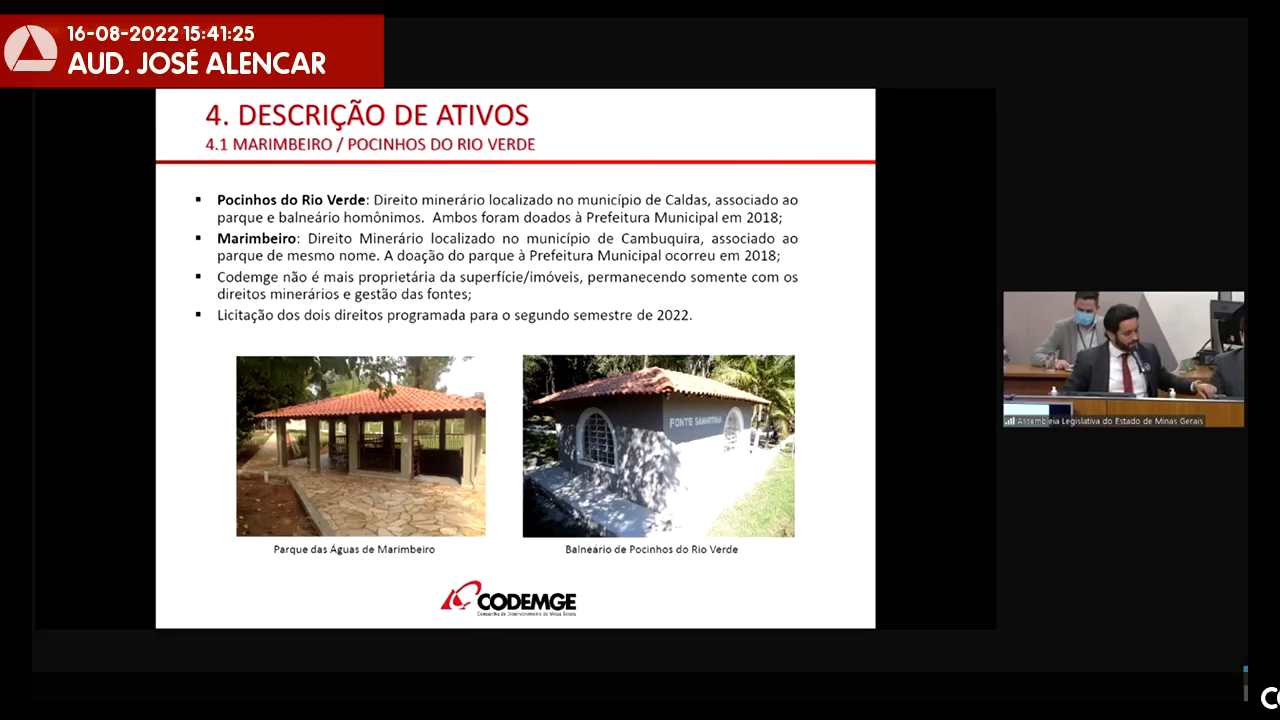 16-08-2022 15:41:25
AUD. JOSÉ ALENCAR
4. DESCRIÇÃO DE ATIVOS
4.1 MARIMBEIRO / POCINHOS DO RIO VERDE
▪ Pocinhos do Rio Verde: Direito minerário localizado no município de Caldas, associado ao
parque e balneário homônimos. Ambos foram doados à Prefeitura Municipal em 2018;
▪ Marimbeiro: Direito Minerário localizado no município de Cambuquira, associado ao
parque de mesmo nome. A doação do parque à Prefeitura Municipal ocorreu em 2018;
▪ Codemge não é mais proprietária da superfície/imóveis, permanecendo somente com os
direitos minerários e gestão das fontes;
▪ Licitação dos dois direitos programada para o segundo semestre de 2022.
FONTE SAMARITANA
Parque das Águas de Marimbeiro
Balneário de Pocinhos do Rio Verde
CODEMGE
Companhia de Desenvolvimento de Minas Gerais
Assembleia Legislativa do Estado de Minas Gerais